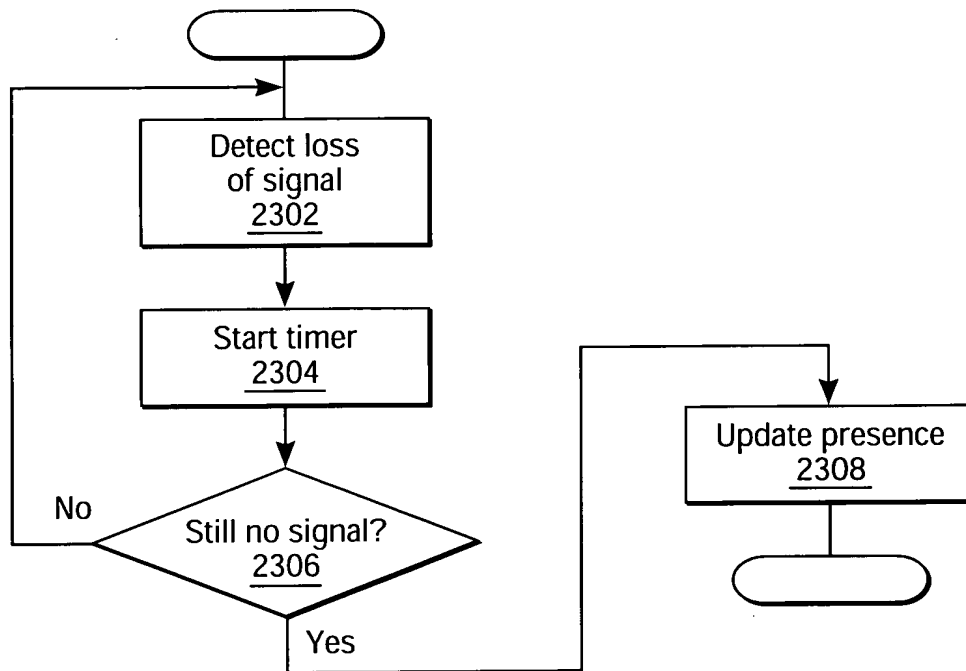 Detect loss
of signal
2302
Start timer
2304
No
Still no signal?
2306
Yes
Update presence
2308